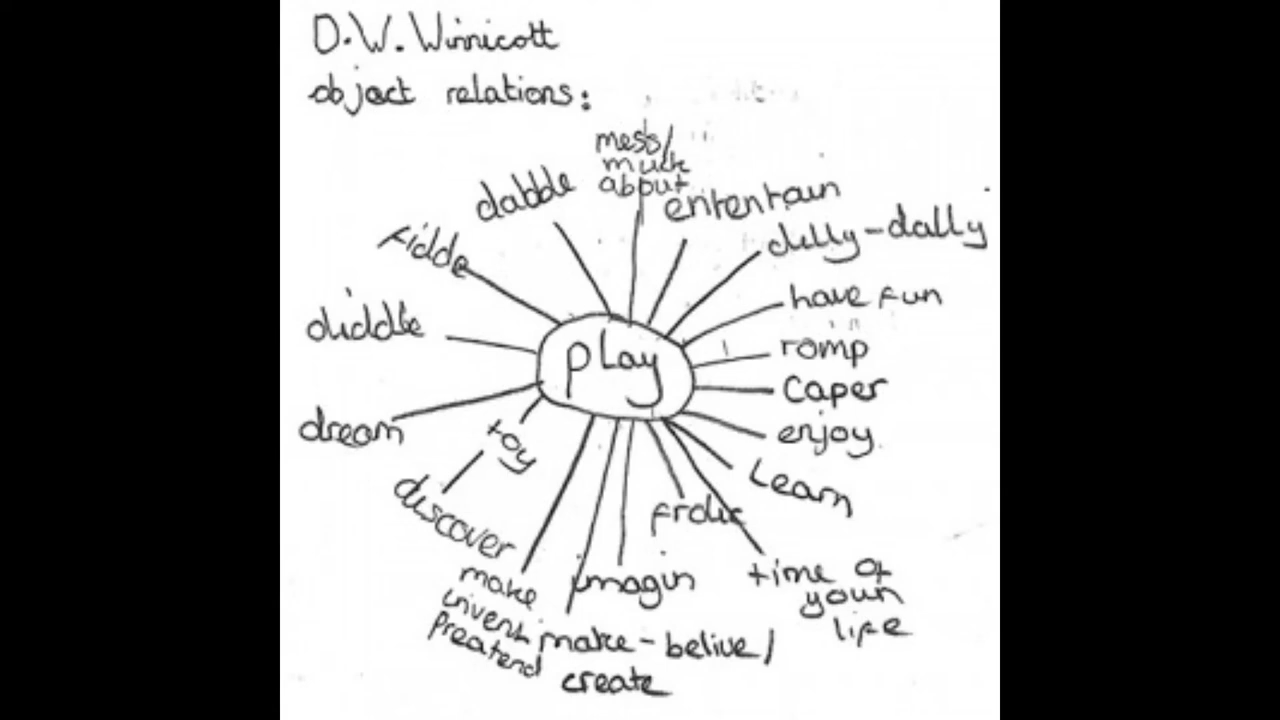 D.W. Winnicott
object relations:
mess/
muck
about
dabble
entertain
fidde
dilly-dally
diddle
have fun
play
romp
caper
enjoy
dream
toy
learn
discover
frolic
make
invent
preatend
imagin
time of
your
life
make-belive/
create